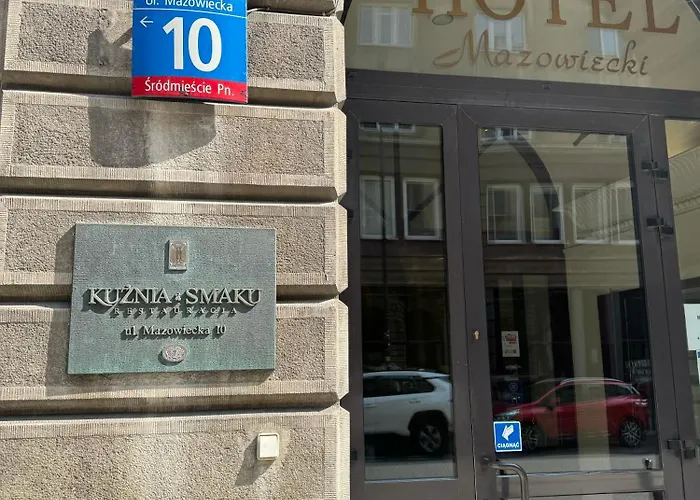 ul. Mazowiecka
10
Śródmieście Pn.
HOTEL
Mazowiecki
KUŹNIA SMAKU
RESTAURACJA
ul. Mazowiecka 10
CIĄGNĄĆ